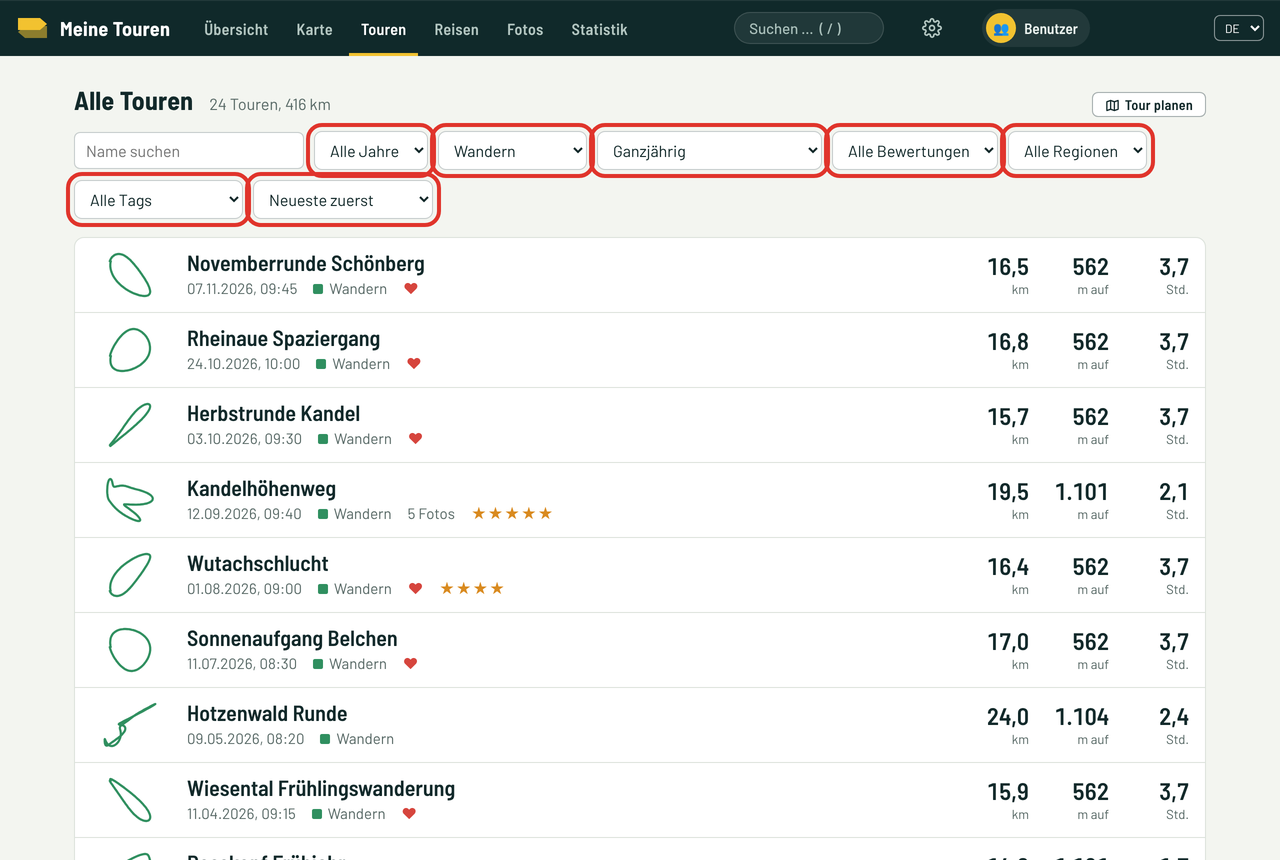 Meine Touren Übersicht Karte Touren Reisen Fotos Statistik Suchen … ( / ) Benutzer DE
Alle Touren 24 Touren, 416 km Tour planen
Name suchen Alle Jahre Wandern Ganzjährig Alle Bewertungen Alle Regionen
Alle Tags Neueste zuerst
Novemberrunde Schönberg 16,5 562 3,7
07.11.2026, 09:45 Wandern km m auf Std.
Rheinaue Spaziergang 16,8 562 3,7
24.10.2026, 10:00 Wandern km m auf Std.
Herbstrunde Kandel 15,7 562 3,7
03.10.2026, 09:30 Wandern km m auf Std.
Kandelhöhenweg 19,5 1.101 2,1
12.09.2026, 09:40 Wandern 5 Fotos ★★★★★ km m auf Std.
Wutachschlucht 16,4 562 3,7
01.08.2026, 09:00 Wandern ★★★★ km m auf Std.
Sonnenaufgang Belchen 17,0 562 3,7
11.07.2026, 08:30 Wandern km m auf Std.
Hotzenwald Runde 24,0 1.104 2,4
09.05.2026, 08:20 Wandern km m auf Std.
Wiesental Frühlingswanderung 15,9 562 3,7
11.04.2026, 09:15 Wandern km m auf Std.